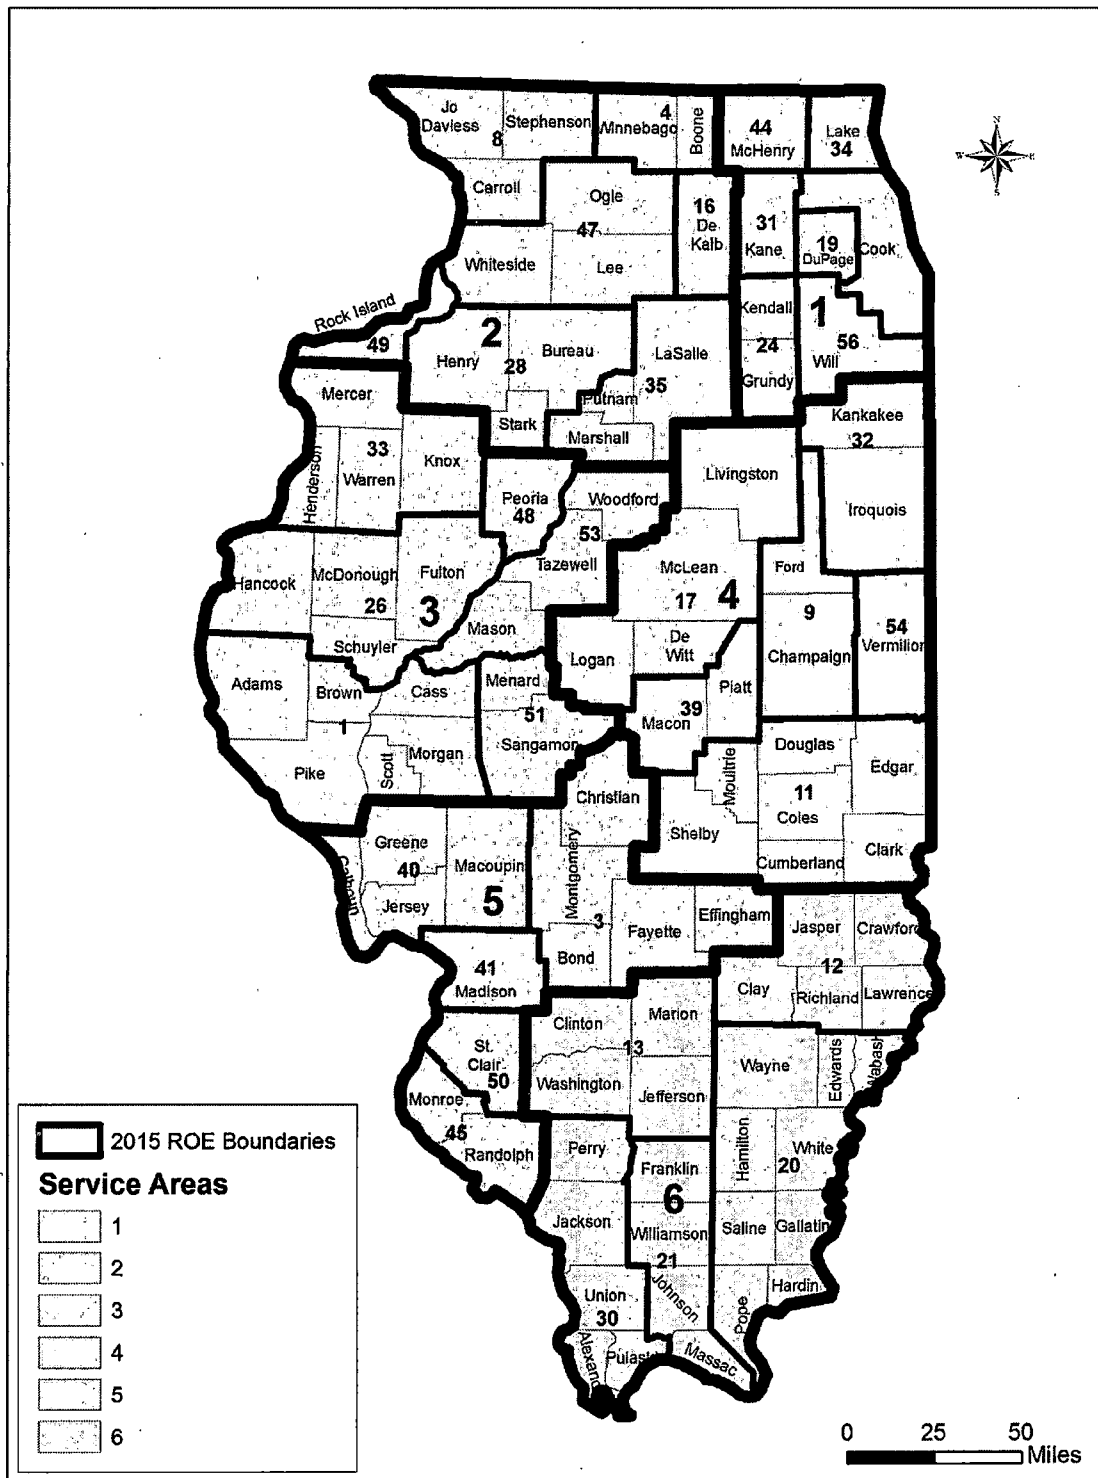 N
W E
S
Jo
Daviess
8
Stephenson
4
Winnebago
Boone
44
McHenry
Lake
34
Carroll
Ogle
47
16
De
Kalb
31
Kane
19
DuPage
Cook
Whiteside
Lee
Rock Island
49
Kendall
24
Grundy
1
56
Will
2
Henry
28
Bureau
LaSalle
35
Putnam
Stark
Marshall
Mercer
33
Henderson
Warren
Knox
Kankakee
32
Peoria
48
Woodford
53
Tazewell
Livingston
Iroquois
Hancock
McDonough
26
Fulton
3
Mason
Schuyler
McLean
17
4
Ford
9
Champaign
54
Vermilion
De
Witt
Logan
Adams
Brown
1
Cass
Menard
51
Sangamon
Macon
39
Piatt
Pike
Scott
Morgan
Christian
Moultrie
Douglas
11
Coles
Edgar
Shelby
Cumberland
Clark
Greene
40
Calhoun
Jersey
Macoupin
5
Montgomery
3
Bond
Fayette
Effingham
Jasper
Crawford
12
41
Madison
Clay
Richland
Lawrence
Clinton
13
Marion
St.
Clair
50
Washington
Jefferson
Wayne
Edwards
Wabash
Monroe
45
Randolph
Perry
Franklin
6
Hamilton
White
20
Jackson
Williamson
21
Saline
Gallatin
Union
30
Johnson
Pope
Hardin
Massac
2015 ROE Boundaries
Service Areas
1
2
3
4
5
6
0 25 50
Miles